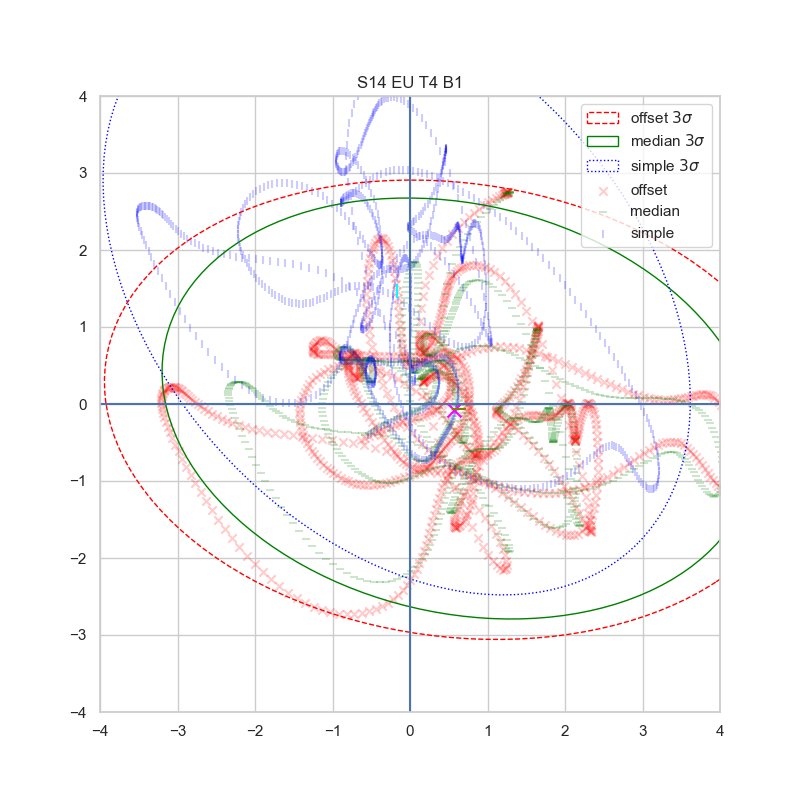 S14 EU T4 B1
offset 3σ
median 3σ
simple 3σ
offset
median
simple
4
3
2
1
0
−1
−2
−3
−4
−4 −3 −2 −1 0 1 2 3 4